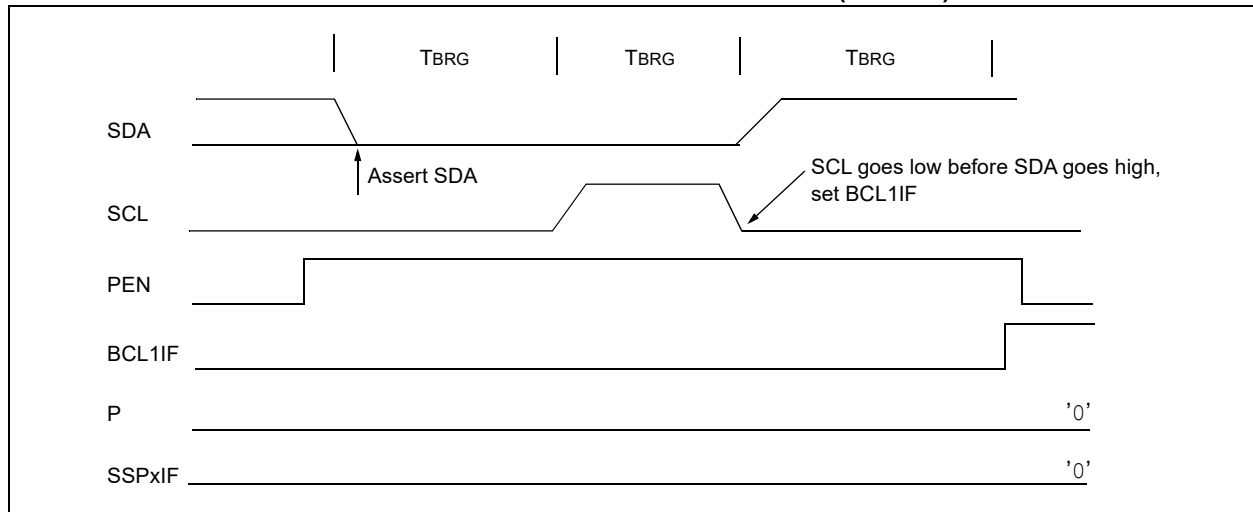 TBRG TBRG TBRG
SDA
Assert SDA
SCL goes low before SDA goes high,
set BCL1IF
SCL
PEN
BCL1IF
P
'0'
SSPxIF
'0'